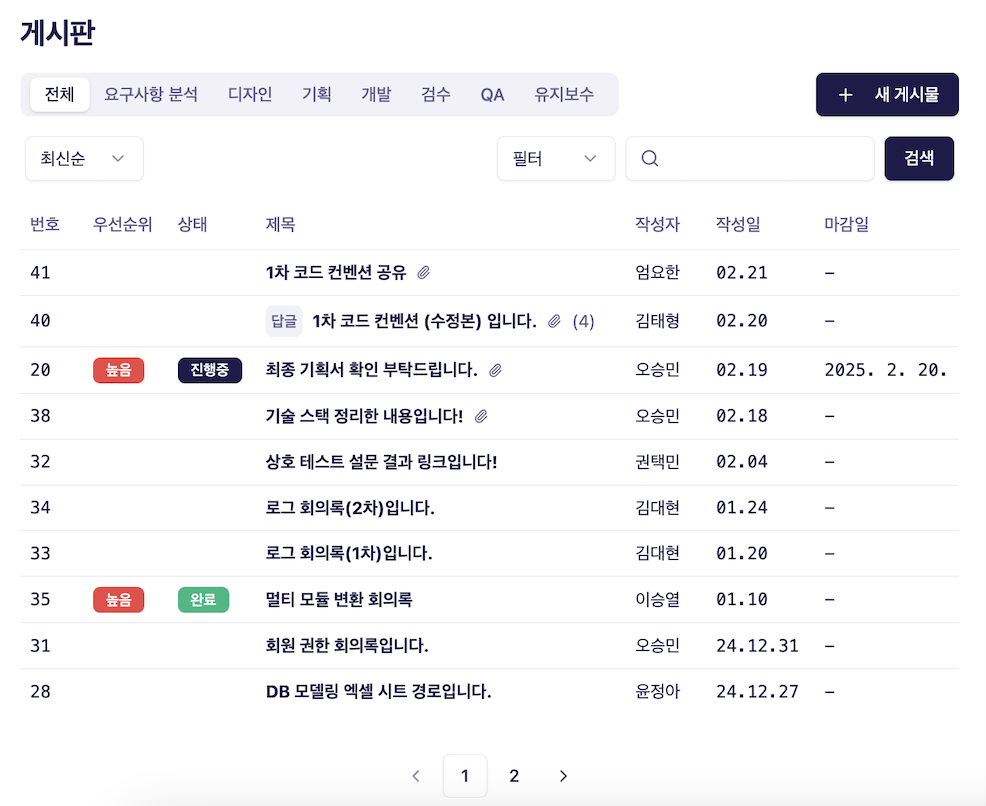 게시판
전체 요구사항 분석 디자인 기획 개발 검수 QA 유지보수 + 새 게시물
최신순 필터 검색
번호 우선순위 상태 제목 작성자 작성일 마감일
41 1차 코드 컨벤션 공유 엄요한 02.21 –
40 답글 1차 코드 컨벤션 (수정본) 입니다. (4) 김태형 02.20 –
20 높음 진행중 최종 기획서 확인 부탁드립니다. 오승민 02.19 2025. 2. 20.
38 기술 스택 정리한 내용입니다! 오승민 02.18 –
32 상호 테스트 설문 결과 링크입니다! 권택민 02.04 –
34 로그 회의록(2차)입니다. 김대현 01.24 –
33 로그 회의록(1차)입니다. 김대현 01.20 –
35 높음 완료 멀티 모듈 변환 회의록 이승열 01.10 –
31 회원 권한 회의록입니다. 오승민 24.12.31 –
28 DB 모델링 엑셀 시트 경로입니다. 윤정아 24.12.27 –
1 2